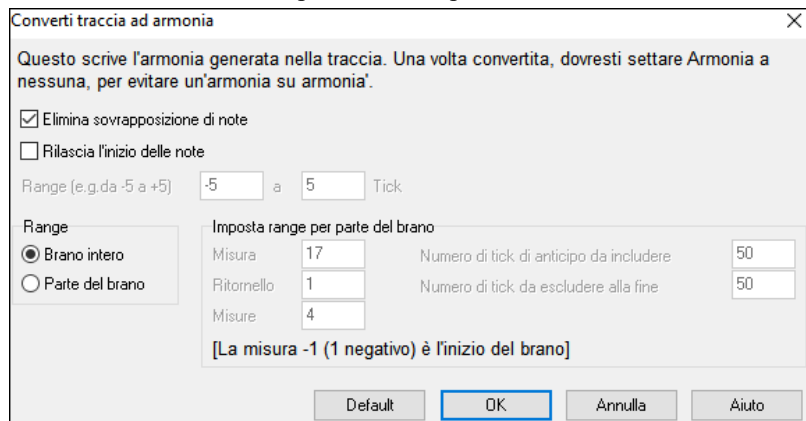 Converti traccia ad armonia
Questo scrive l'armonia generata nella traccia. Una volta convertita, dovresti settare Armonia a
nessuna, per evitare un'armonia su armonia'.
Elimina sovrapposizione di note
Rilascia l'inizio delle note
Range (e.g.da -5 a +5) -5 a 5 Tick
Range
Brano intero
Parte del brano
Imposta range per parte del brano
Misura 17 Numero di tick di anticipo da includere 50
Ritornello 1 Numero di tick da escludere alla fine 50
Misure 4
[La misura -1 (1 negativo) è l'inizio del brano]
Default OK Annulla Aiuto